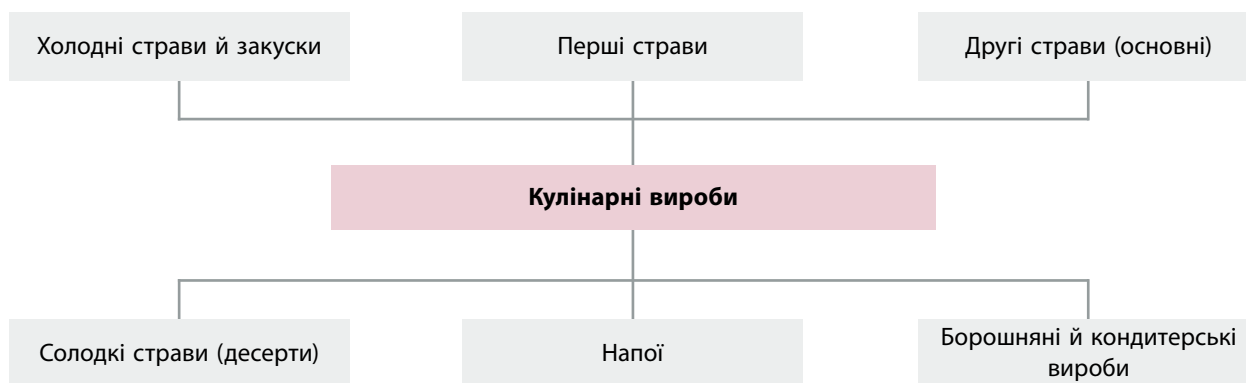 Холодні страви й закуски
Перші страви
Другі страви (основні)
Кулінарні вироби
Солодкі страви (десерти)
Напої
Борошняні й кондитерські
вироби